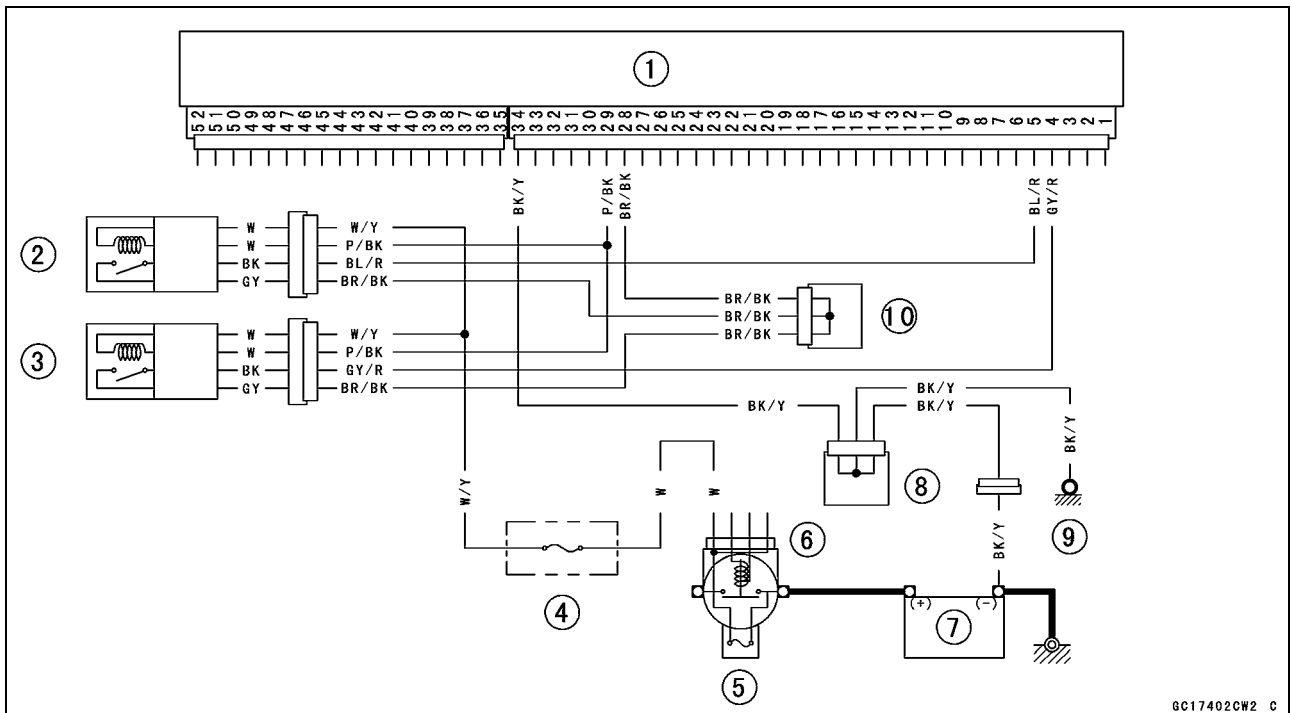 1
52 51 50 49 48 47 46 45 44 43 42 41 40 39 38 37 36 35 34 33 32 31 30 29 28 27 26 25 24 23 22 21 20 19 18 17 16 15 14 13 12 11 10 9 8 7 6 5 4 3 2 1
BK/Y P/BK BR/BK BL/R GY/R
2
W W/Y
W P/BK
BK BL/R
GY BR/BK
BR/BK
BR/BK
BR/BK
10
3
W W/Y
W P/BK
BK GY/R
GY BR/BK
BK/Y
BK/Y
BK/Y
BK/Y
W/Y
W
W
8
BK/Y
9
6
4
(+) (-)
7
5
GC17402CW2 C